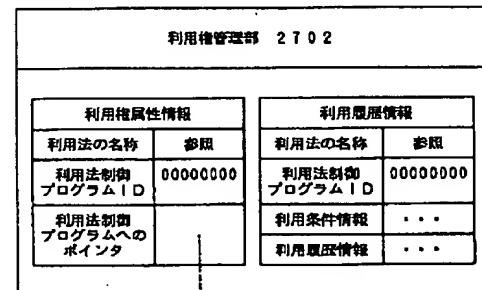 利用権管理部 2702
利用権属性情報
利用法の名称 参照
利用法制御
プログラムID 00000000
利用法制御
プログラムへの
ポインタ
利用履歴情報
利用法の名称 参照
利用法制御
プログラムID 00000000
利用条件情報 ・・・
利用履歴情報 ・・・